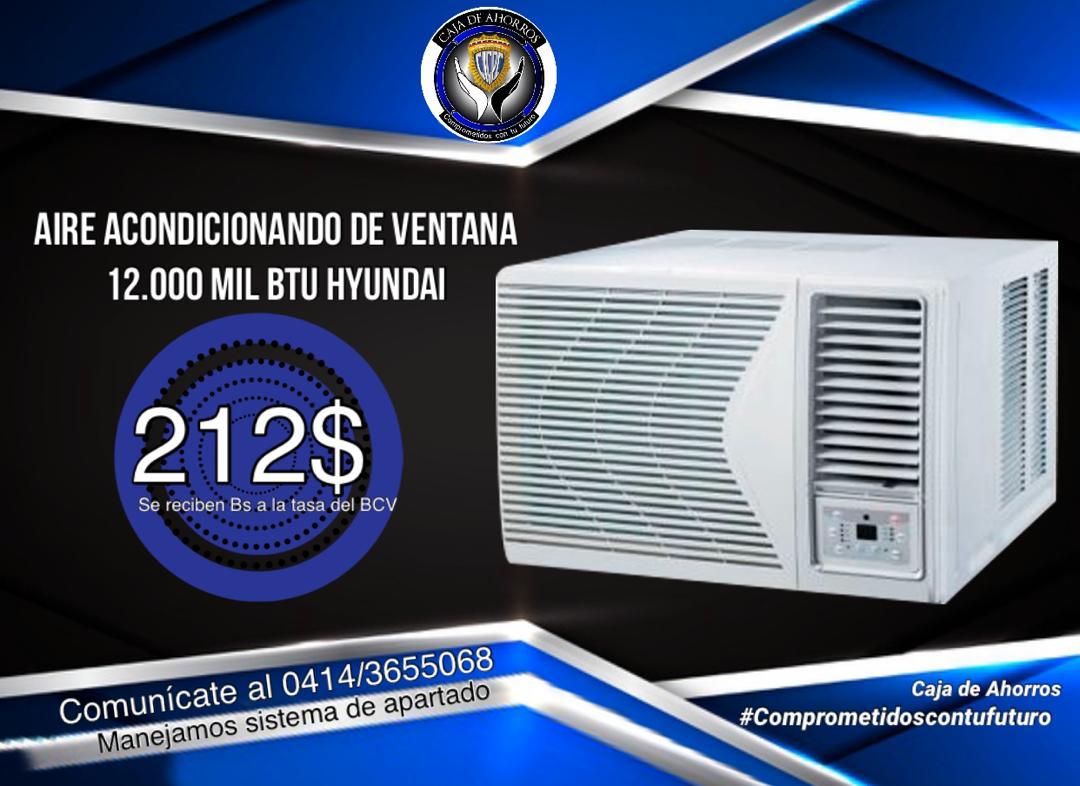 CAJA DE AHORROS
Comprometidos con tu futuro
AIRE ACONDICIONANDO DE VENTANA
12.000 MIL BTU HYUNDAI
212$
Se reciben Bs a la tasa del BCV
Comunícate al 0414/3655068
Manejamos sistema de apartado
Caja de Ahorros
#Comprometidoscontufuturo